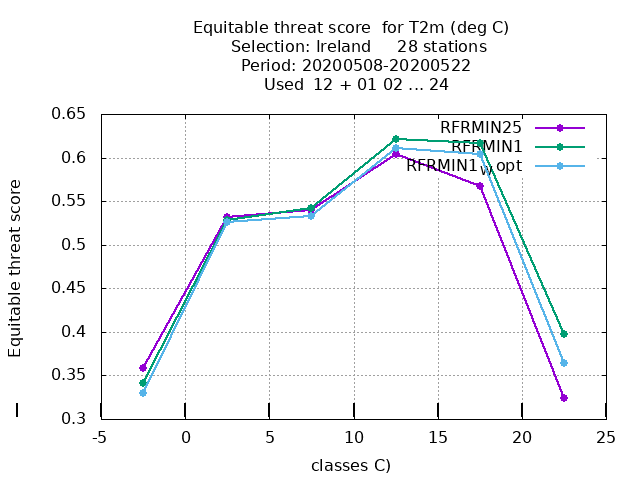 Equitable threat score for T2m (deg C)
Selection: Ireland 28 stations
Period: 20200508-20200522
Used 12 + 01 02 ... 24
Equitable threat score
0.65
0.6
0.55
0.5
0.45
0.4
0.35
0.3
RFRMIN25
RFRMIN1
RFRMIN1wopt
-5 0 5 10 15 20 25
classes C)